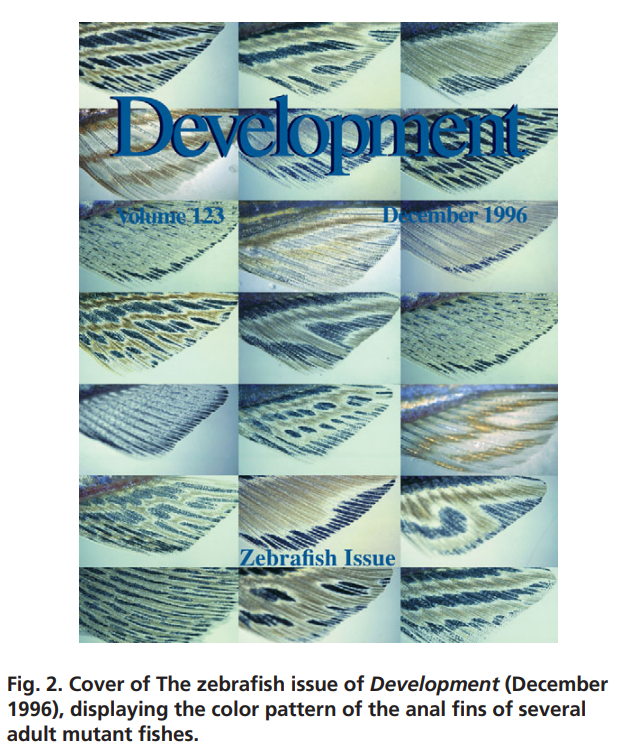 Development
Volume 123 December 1996
Zebrafish Issue
Fig. 2. Cover of The zebrafish issue of Development (December
1996), displaying the color pattern of the anal fins of several
adult mutant fishes.